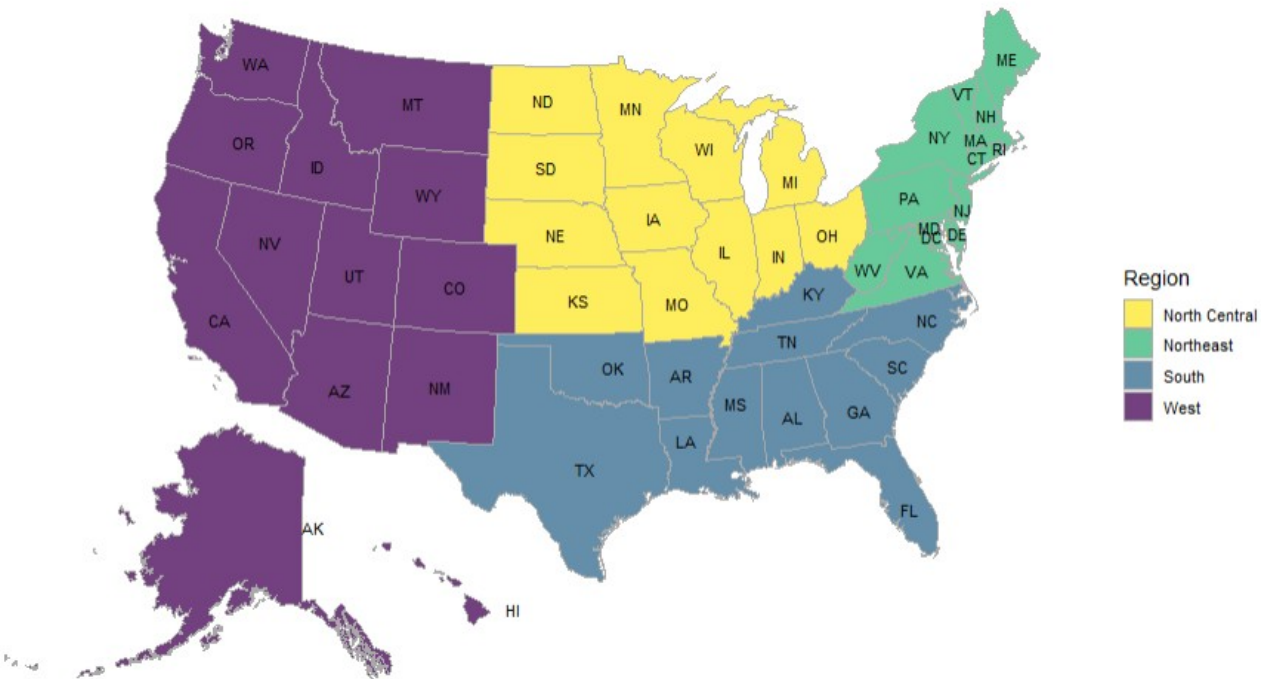 ME
WA
VT
ND
MT
MN
NH
NY
MA
RI
OR
WI
CT
ID
SD
MI
WY
PA
NJ
IA
MD
NE
OH
DC
DE
NV
IL
IN
WV
VA
UT
CO
KS
MO
KY
CA
NC
TN
OK
AR
SC
AZ
NM
MS
AL
GA
LA
TX
FL
AK
HI
Region
North Central
Northeast
South
West